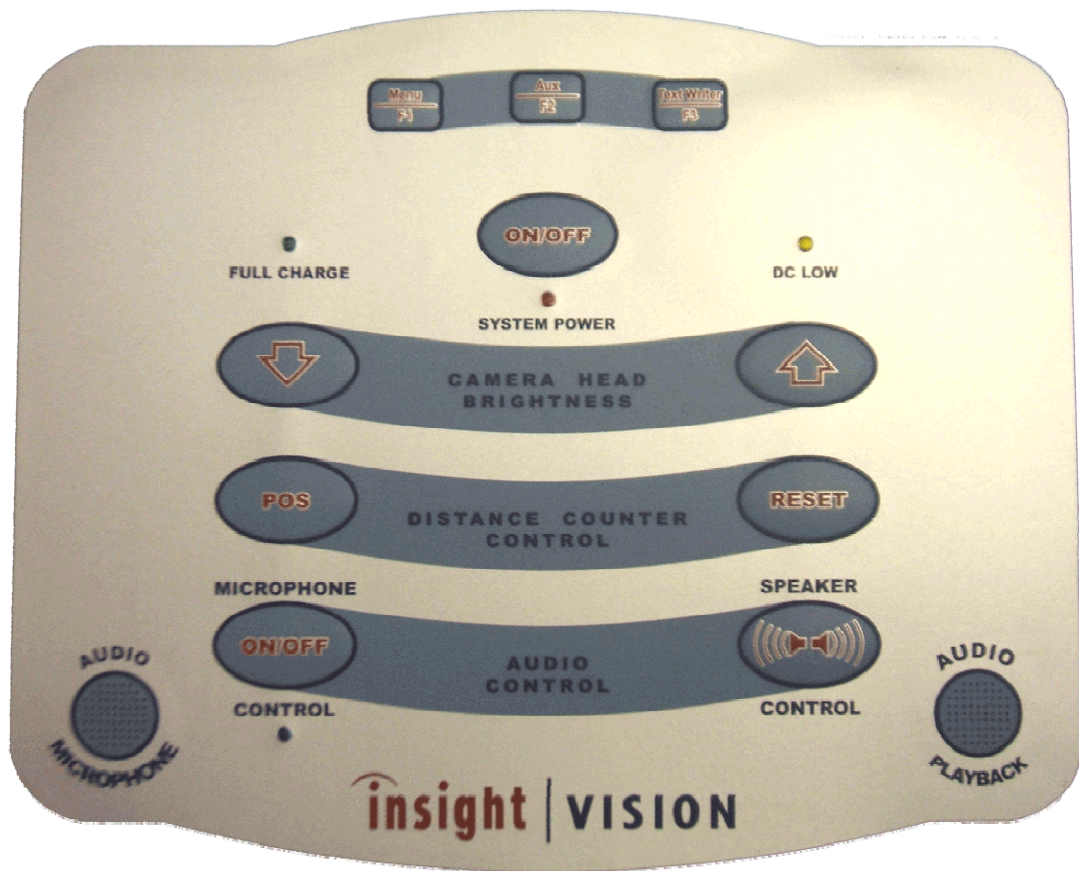 Menu
F1
Aux
F2
Text Writer
F3
ON/OFF
FULL CHARGE
DC LOW
SYSTEM POWER
CAMERA HEAD
BRIGHTNESS
POS
DISTANCE COUNTER
CONTROL
RESET
MICROPHONE
SPEAKER
ON/OFF
AUDIO
CONTROL
CONTROL
CONTROL
AUDIO
MICROPHONE
AUDIO
PLAYBACK
insight | VISION